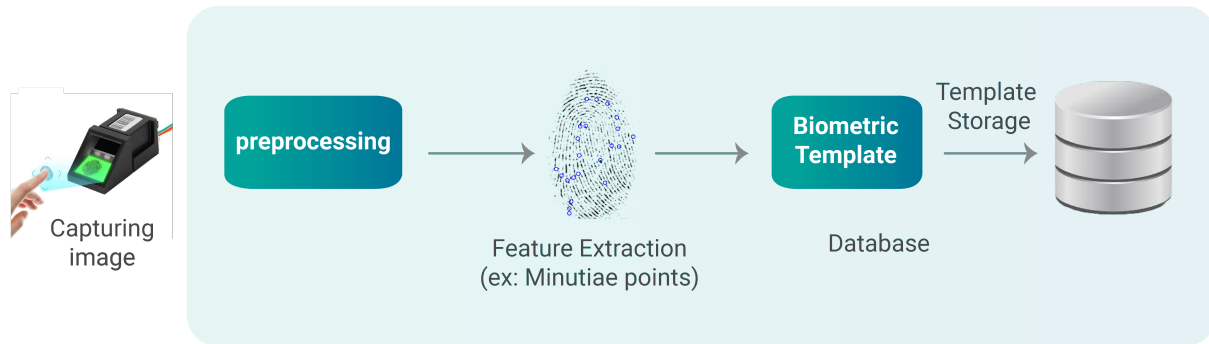 Capturing
image
preprocessing
Feature Extraction
(ex: Minutiae points)
Biometric
Template
Database
Template
Storage